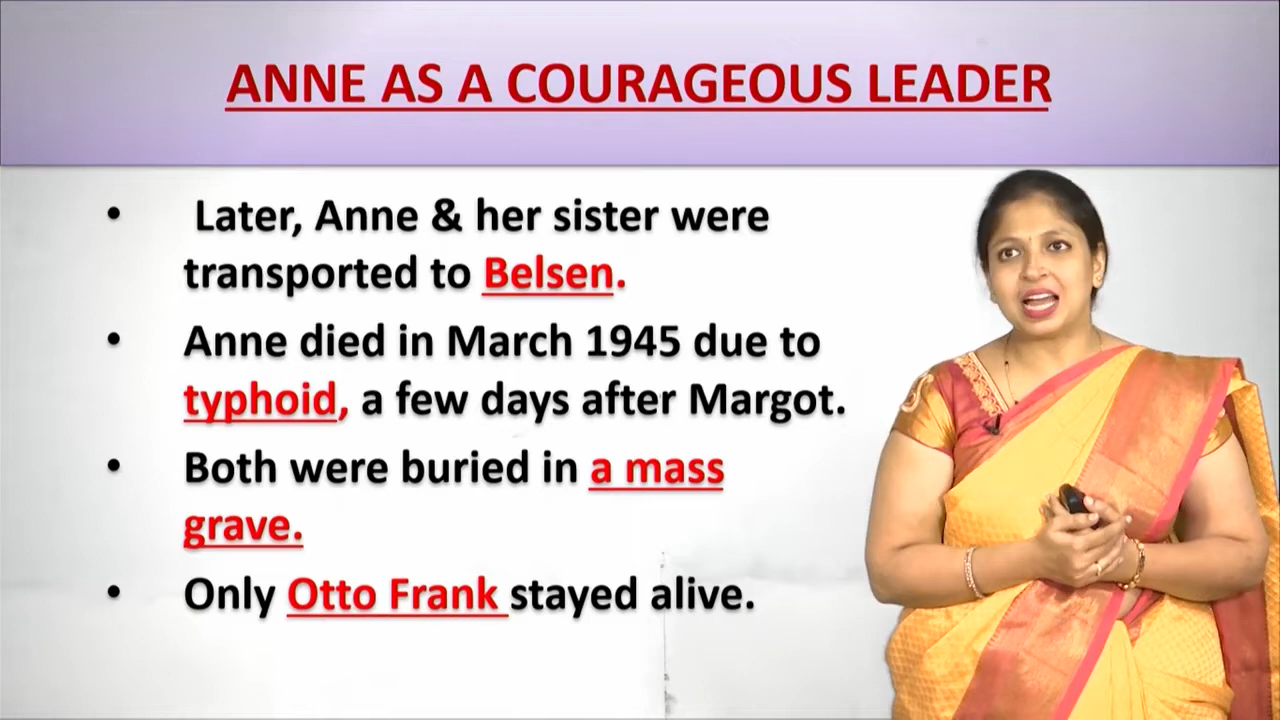 ANNE AS A COURAGEOUS LEADER
• Later, Anne & her sister were
transported to Belsen.
• Anne died in March 1945 due to
typhoid, a few days after Margot.
• Both were buried in a mass
grave.
• Only Otto Frank stayed alive.